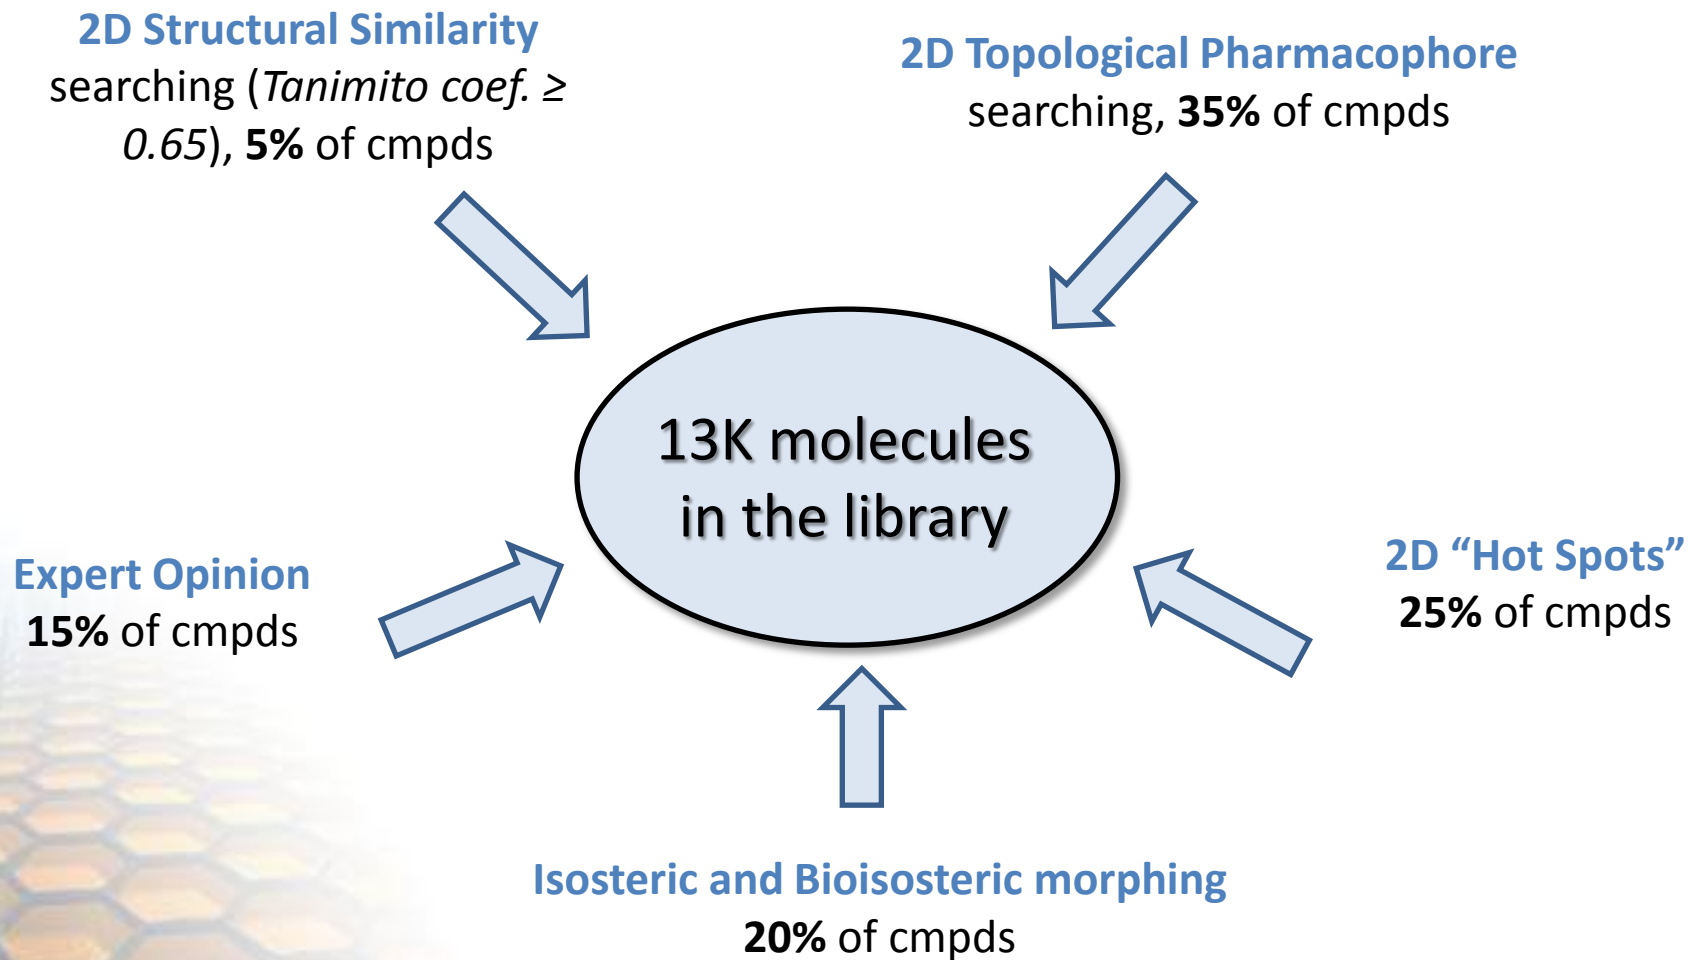 2D Structural Similarity
searching (Tanimito coef. ≥
0.65), 5% of cmpds
2D Topological Pharmacophore
searching, 35% of cmpds
13K molecules
in the library
Expert Opinion
15% of cmpds
2D “Hot Spots”
25% of cmpds
Isosteric and Bioisosteric morphing
20% of cmpds